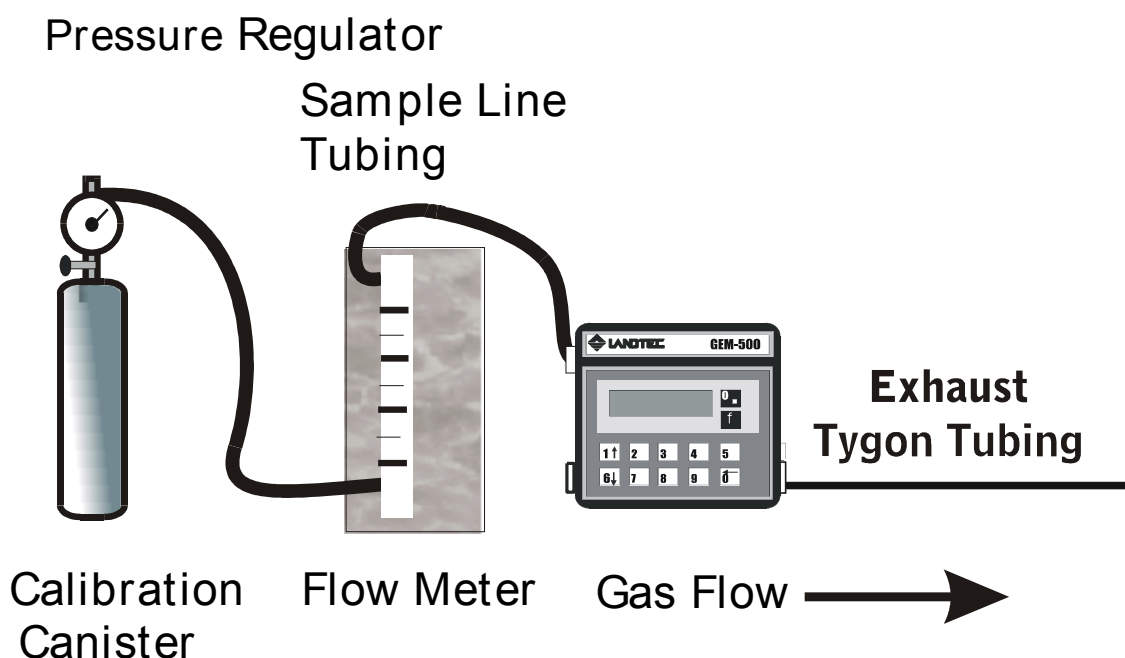 Pressure Regulator
Sample Line
Tubing
LANDTEC GEM-500
0
f
1↑ 2 3 4 5
6↓ 7 8 9 0
Exhaust
Tygon Tubing
Calibration
Canister
Flow Meter
Gas Flow